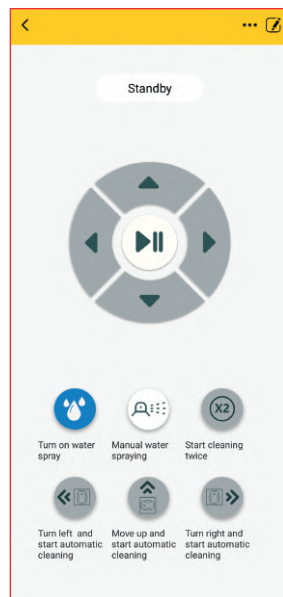 Standby
X2
Turn on water
spray
Manual water
spraying
Start cleaning
twice
Turn left and
start automatic
cleaning
Move up and
start automatic
cleaning
Turn right and
start automatic
cleaning